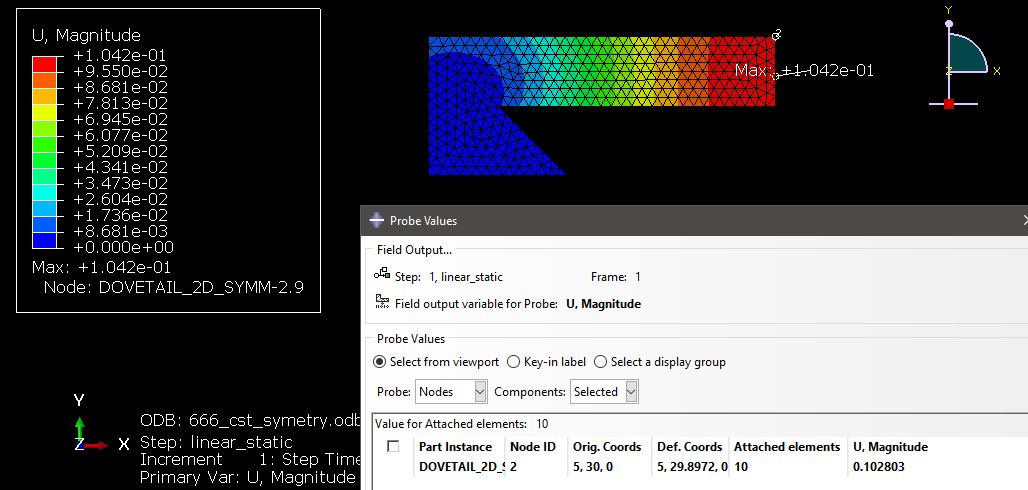 U, Magnitude
+1.042e-01
+9.550e-02
+8.681e-02
+7.813e-02
+6.945e-02
+6.077e-02
+5.209e-02
+4.341e-02
+3.473e-02
+2.604e-02
+1.736e-02
+8.681e-03
+0.000e+00
Max: +1.042e-01
Node: DOVETAIL_2D_SYMM-2.9
Max: +1.042e-01
Y
Z
X
Probe Values
Field Output...
Step: 1, linear_static Frame: 1
Field output variable for Probe: U, Magnitude
Probe Values
Select from viewport Key-in label Select a display group
Probe: Nodes Components: Selected
Value for Attached elements: 10
Part Instance Node ID Orig. Coords Def. Coords Attached elements U, Magnitude
DOVETAIL_2D_S 2 5, 30, 0 5, 29.8972, 0 10 0.102803
Y
Z X
ODB: 666_cst_symetry.odb
Step: linear_static
Increment 1: Step Time
Primary Var: U, Magnitude